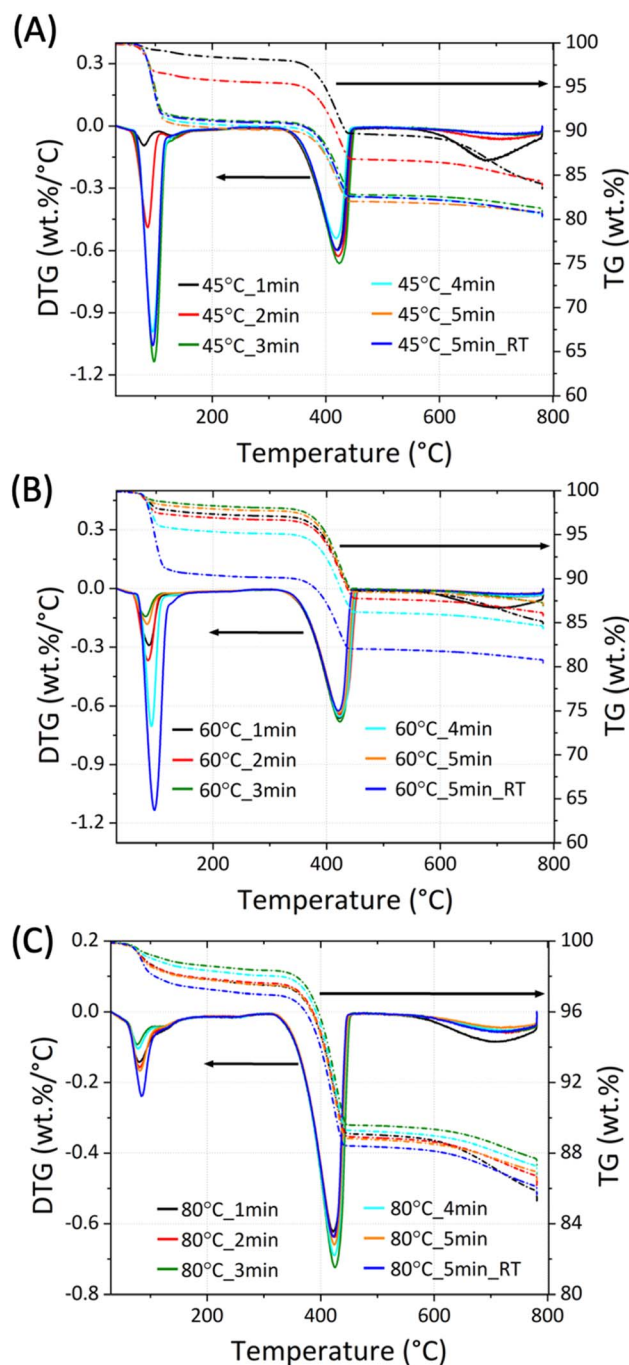 (A)
0.3
0.0
-0.3
-0.6
-0.9
-1.2
DTG (wt.%/°C)
100
95
90
85
80
75
70
65
60
TG (wt.%)
45°C_1min
45°C_2min
45°C_3min
45°C_4min
45°C_5min
45°C_5min_RT
200 400 600 800
Temperature (°C)
(B)
0.3
0.0
-0.3
-0.6
-0.9
-1.2
DTG (wt.%/°C)
100
95
90
85
80
75
70
65
60
TG (wt.%)
60°C_1min
60°C_2min
60°C_3min
60°C_4min
60°C_5min
60°C_5min_RT
200 400 600 800
Temperature (°C)
(C)
0.2
0.0
-0.2
-0.4
-0.6
-0.8
DTG (wt.%/°C)
100
96
92
88
84
80
TG (wt.%)
80°C_1min
80°C_2min
80°C_3min
80°C_4min
80°C_5min
80°C_5min_RT
200 400 600 800
Temperature (°C)